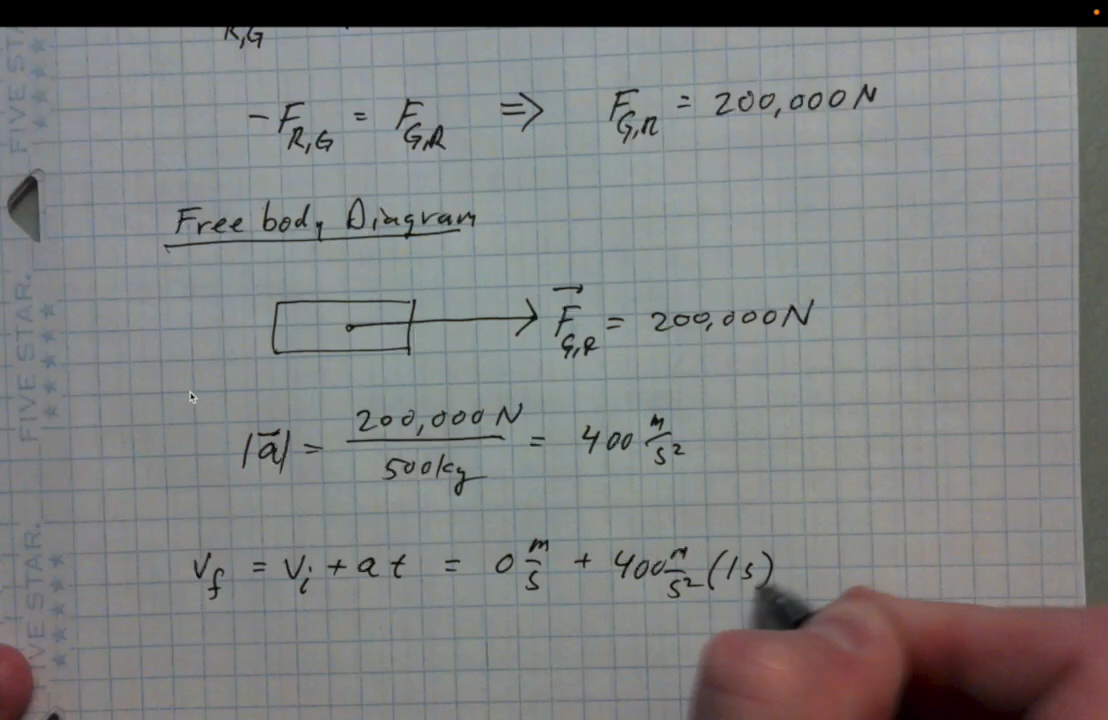 R,G
-F_R,G = F_G,R => F_G,R = 200,000 N
Free body Diagram
F_G,R = 200,000 N
|a| = 200,000 N / 500 kg = 400 m/s²
v_f = v_i + a t = 0 m/s + 400 m/s² (1s)
FIVE STAR.
FIVE STAR.
FIVE STAR.